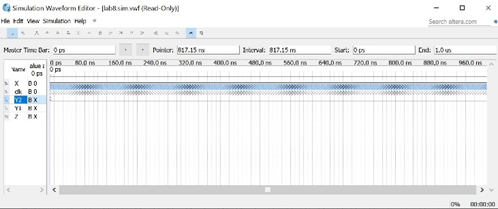 Simulation Waveform Editor - [lab8.sim.vwf (Read-Only)]
File Edit View Simulation Help
Search altera.com
Master Time Bar: 0 ps Pointer: 817.15 ns Interval: 817.15 ns Start: 0 ps End: 1.0 us
Name Value at 0 ps
0 ps 80.0 ns 160.0 ns 240.0 ns 320.0 ns 400.0 ns 480.0 ns 560.0 ns 640.0 ns 720.0 ns 800.0 ns 880.0 ns 960.0 ns
0 ps
X B 0
clk B 0
Y2 B X
Y1 B X
Z B X
0% 00:00:00